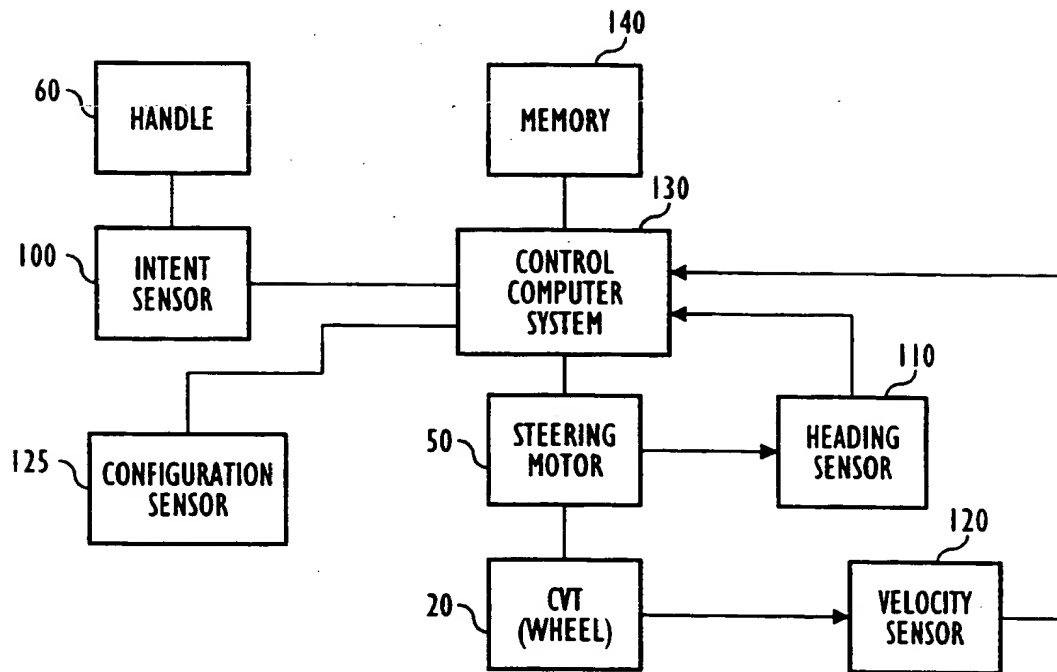 140
60
HANDLE
MEMORY
130
100
INTENT
SENSOR
CONTROL
COMPUTER
SYSTEM
110
50
STEERING
MOTOR
HEADING
SENSOR
125
CONFIGURATION
SENSOR
120
20
CVT
(WHEEL)
VELOCITY
SENSOR